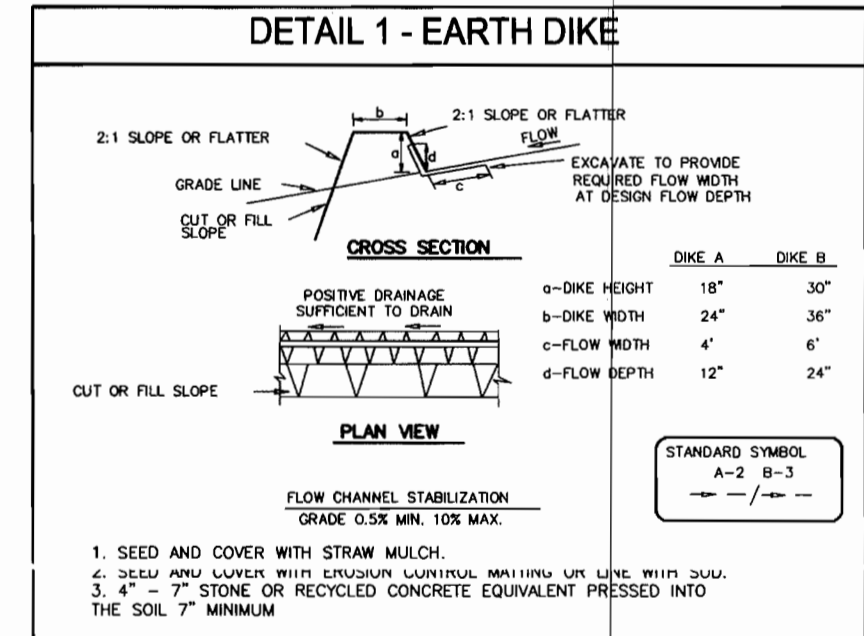 DETAIL 1 - EARTH DIKE
b
2:1 SLOPE OR FLATTER
2:1 SLOPE OR FLATTER
FLOW
a
d
EXCAVATE TO PROVIDE
REQUIRED FLOW WIDTH
AT DESIGN FLOW DEPTH
GRADE LINE
c
CUT OR FILL
SLOPE
CROSS SECTION
DIKE A DIKE B
a-DIKE HEIGHT 18" 30"
b-DIKE WIDTH 24" 36"
c-FLOW WIDTH 4' 6'
d-FLOW DEPTH 12" 24"
POSITIVE DRAINAGE
SUFFICIENT TO DRAIN
CUT OR FILL SLOPE
PLAN VIEW
STANDARD SYMBOL
A-2 B-3
FLOW CHANNEL STABILIZATION
GRADE 0.5% MIN. 10% MAX.
1. SEED AND COVER WITH STRAW MULCH.
2. SEED AND COVER WITH EROSION CONTROL MATTING OR LINE WITH SOD.
3. 4" - 7" STONE OR RECYCLED CONCRETE EQUIVALENT PRESSED INTO
THE SOIL 7" MINIMUM